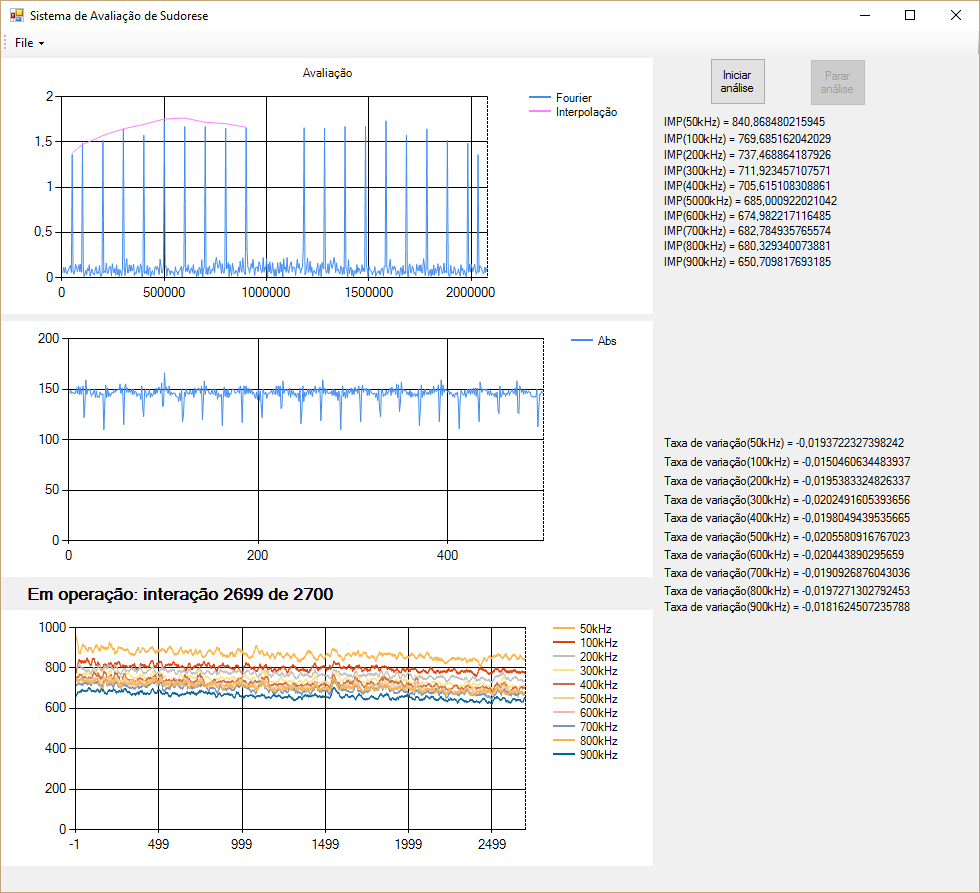 Sistema de Avaliação de Sudorese
File
Avaliação
2
1,5
1
0,5
0
0 500000 1000000 1500000 2000000
Fourier
Interpolação
Iniciar análise
Parar análise
IMP(50kHz) = 840,868480215945
IMP(100kHz) = 769,685162042029
IMP(200kHz) = 737,468864187926
IMP(300kHz) = 711,923457107571
IMP(400kHz) = 705,615108308861
IMP(5000kHz) = 685,000922021042
IMP(600kHz) = 674,982217116485
IMP(700kHz) = 682,784935765574
IMP(800kHz) = 680,329340073881
IMP(900kHz) = 650,709817693185
200
150
100
50
0
0 200 400
Abs
Taxa de variação(50kHz) = -0,0193722327398242
Taxa de variação(100kHz) = -0,0150460634483937
Taxa de variação(200kHz) = -0,0195383324826337
Taxa de variação(300kHz) = -0,0202491605393656
Taxa de variação(400kHz) = -0,0198049439535665
Taxa de variação(500kHz) = -0,0205580916767023
Taxa de variação(600kHz) = -0,020443890295659
Taxa de variação(700kHz) = -0,0190926876043036
Taxa de variação(800kHz) = -0,0197271302792453
Taxa de variação(900kHz) = -0,0181624507235788
Em operação: interação 2699 de 2700
1000
800
600
400
200
0
-1 499 999 1499 1999 2499
50kHz
100kHz
200kHz
300kHz
400kHz
500kHz
600kHz
700kHz
800kHz
900kHz